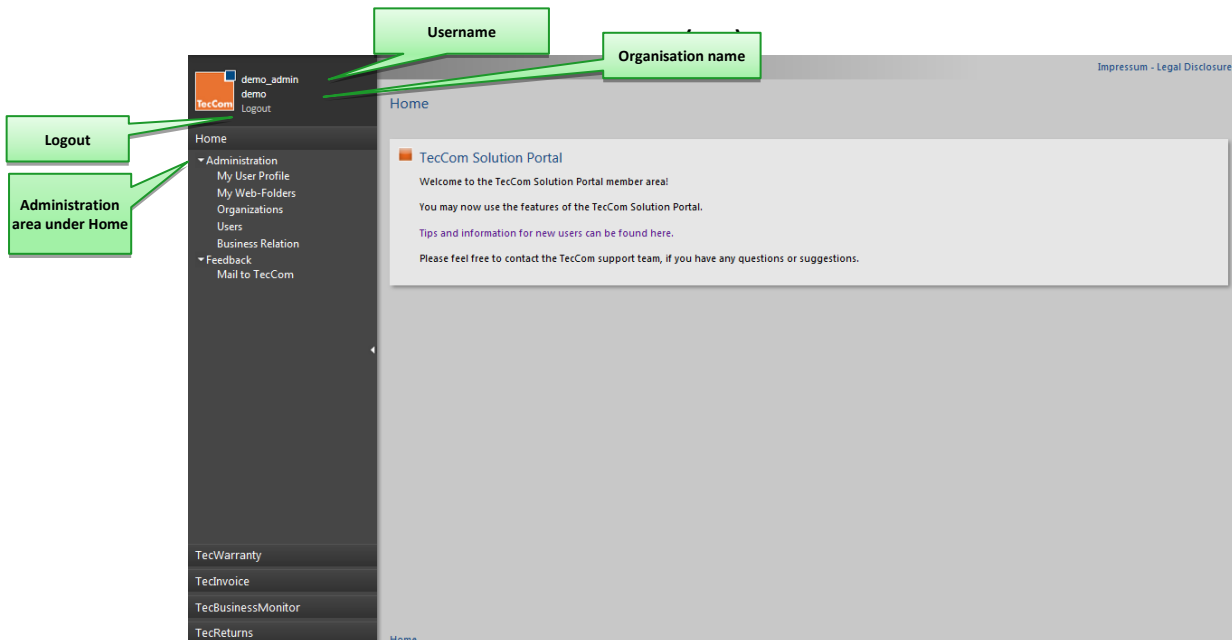 Username
Organisation name
Impressum - Legal Disclosure
demo_admin
demo
TecCom
Logout
Home
Logout
Home
Administration
My User Profile
My Web-Folders
Organizations
Users
Business Relation
Feedback
Mail to TecCom
Administration
area under Home
TecCom Solution Portal
Welcome to the TecCom Solution Portal member area!
You may now use the features of the TecCom Solution Portal.
Tips and information for new users can be found here.
Please feel free to contact the TecCom support team, if you have any questions or suggestions.
TecWarranty
TecInvoice
TecBusinessMonitor
TecReturns
Home